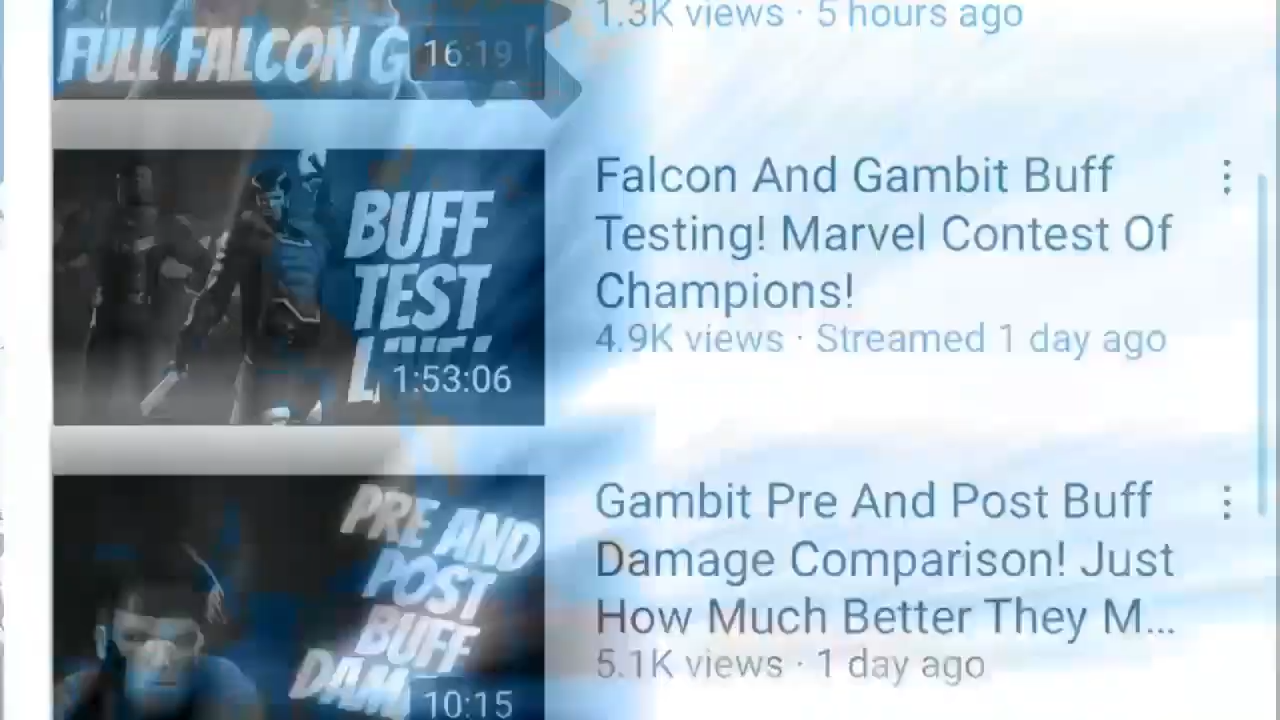 1.3K views · 5 hours ago
FULL FALCON G
16:19
BUFF
TEST
1:53:06
Falcon And Gambit Buff
Testing! Marvel Contest Of
Champions!
4.9K views · Streamed 1 day ago
PRE AND
POST
BUFF
DAM
10:15
Gambit Pre And Post Buff
Damage Comparison! Just
How Much Better They M...
5.1K views · 1 day ago